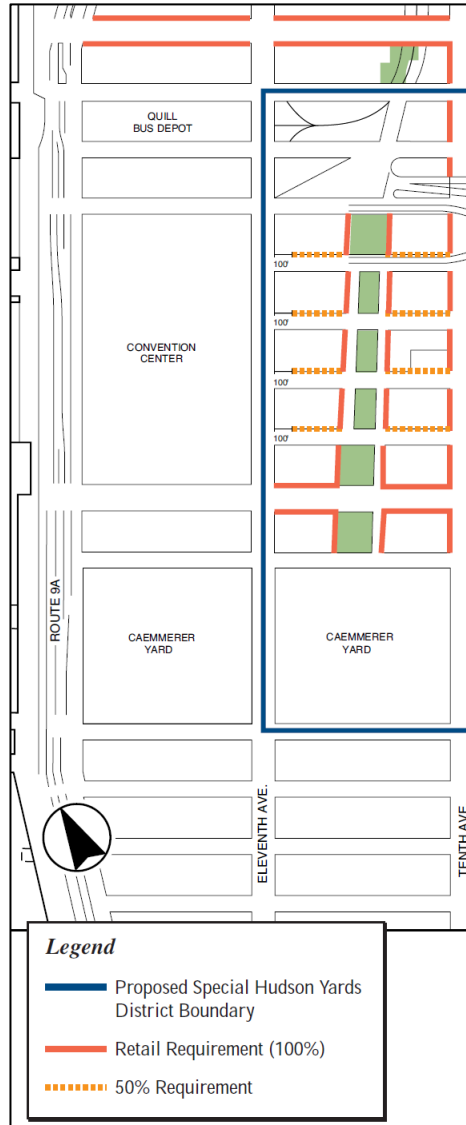 QUILL
BUS DEPOT
100'
100'
CONVENTION
CENTER
100'
100'
ROUTE 9A
CAEMMERER
YARD
CAEMMERER
YARD
ELEVENTH AVE.
TENTH AVE.
Legend
Proposed Special Hudson Yards
District Boundary
Retail Requirement (100%)
50% Requirement